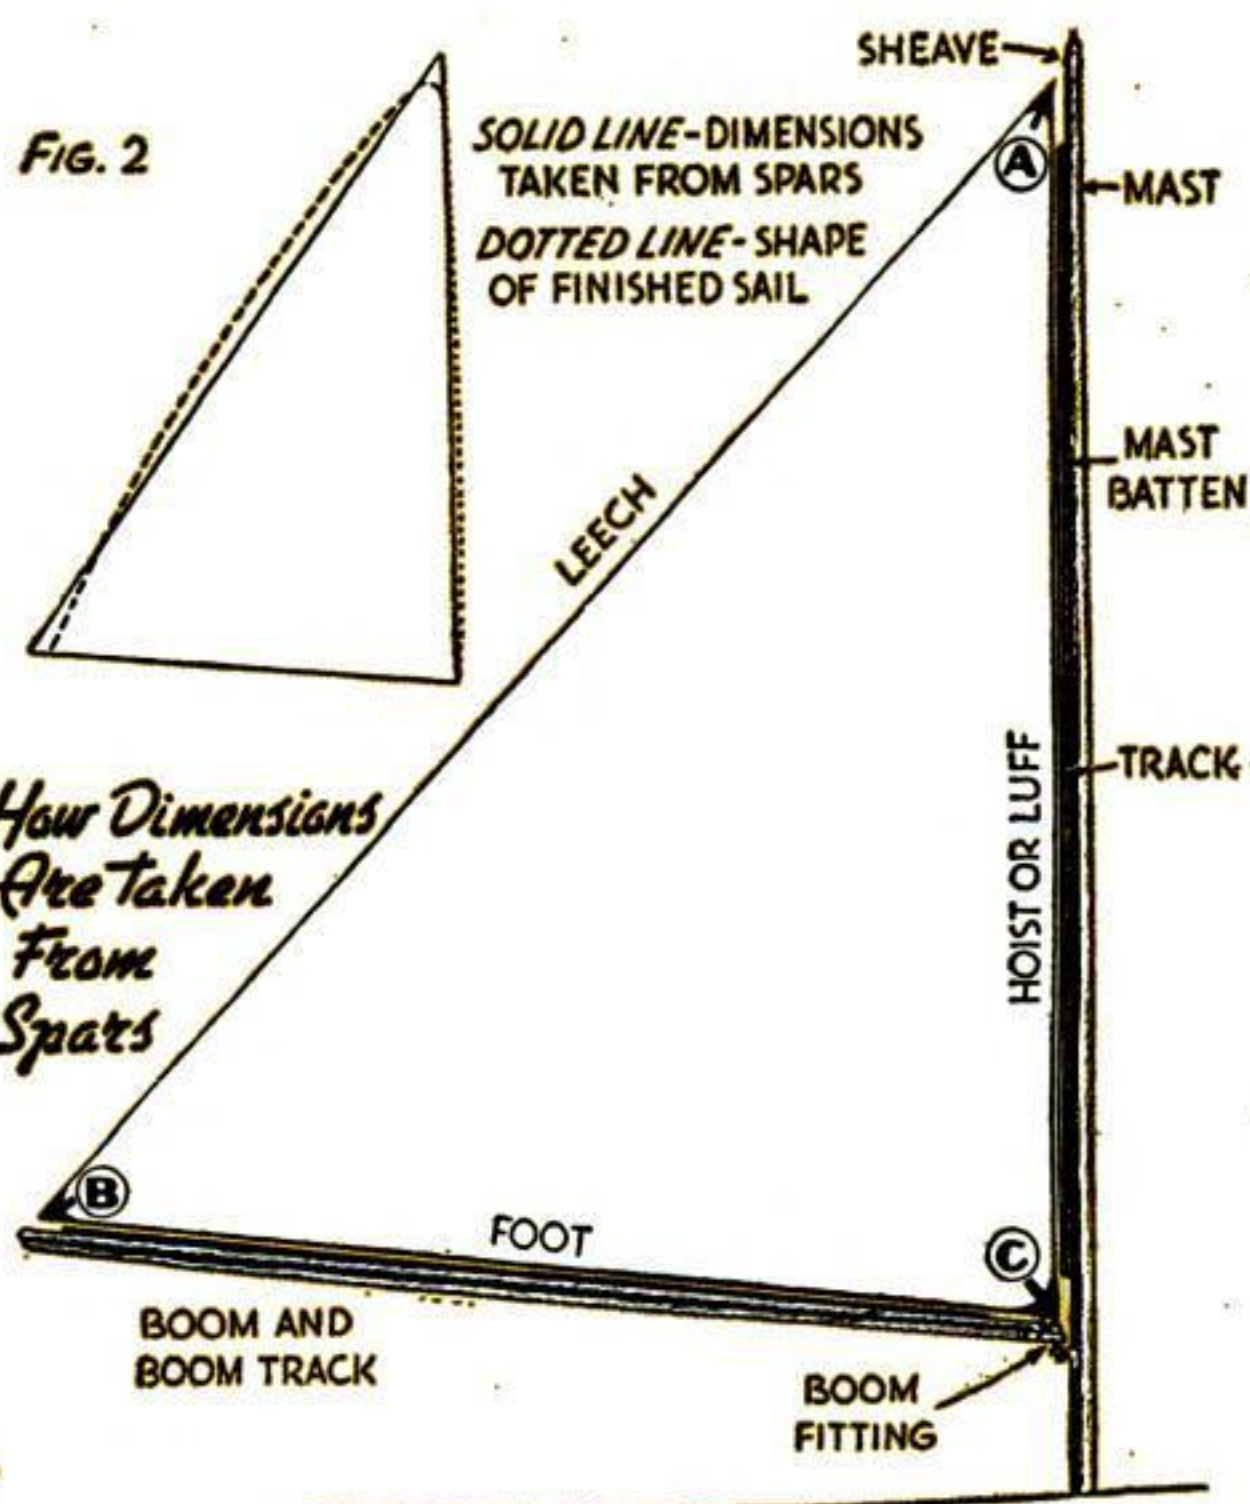 FIG. 2
SOLID LINE-DIMENSIONS
TAKEN FROM SPARS
DOTTED LINE-SHAPE
OF FINISHED SAIL
SHEAVE
A
MAST
MAST
BATTEN
LEECH
HOIST OR LUFF
TRACK
How Dimensions
Are Taken
From
Spars
B
FOOT
C
BOOM AND
BOOM TRACK
BOOM
FITTING